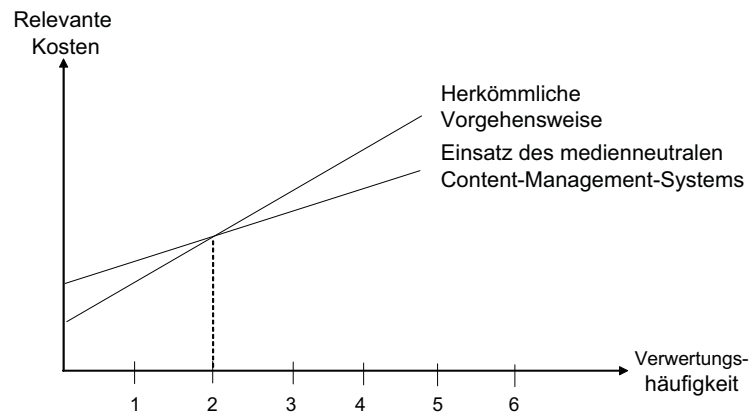 Relevante
Kosten
Herkömmliche
Vorgehensweise
Einsatz des medienneutralen
Content-Management-Systems
Verwertungs-
häufigkeit
1 2 3 4 5 6